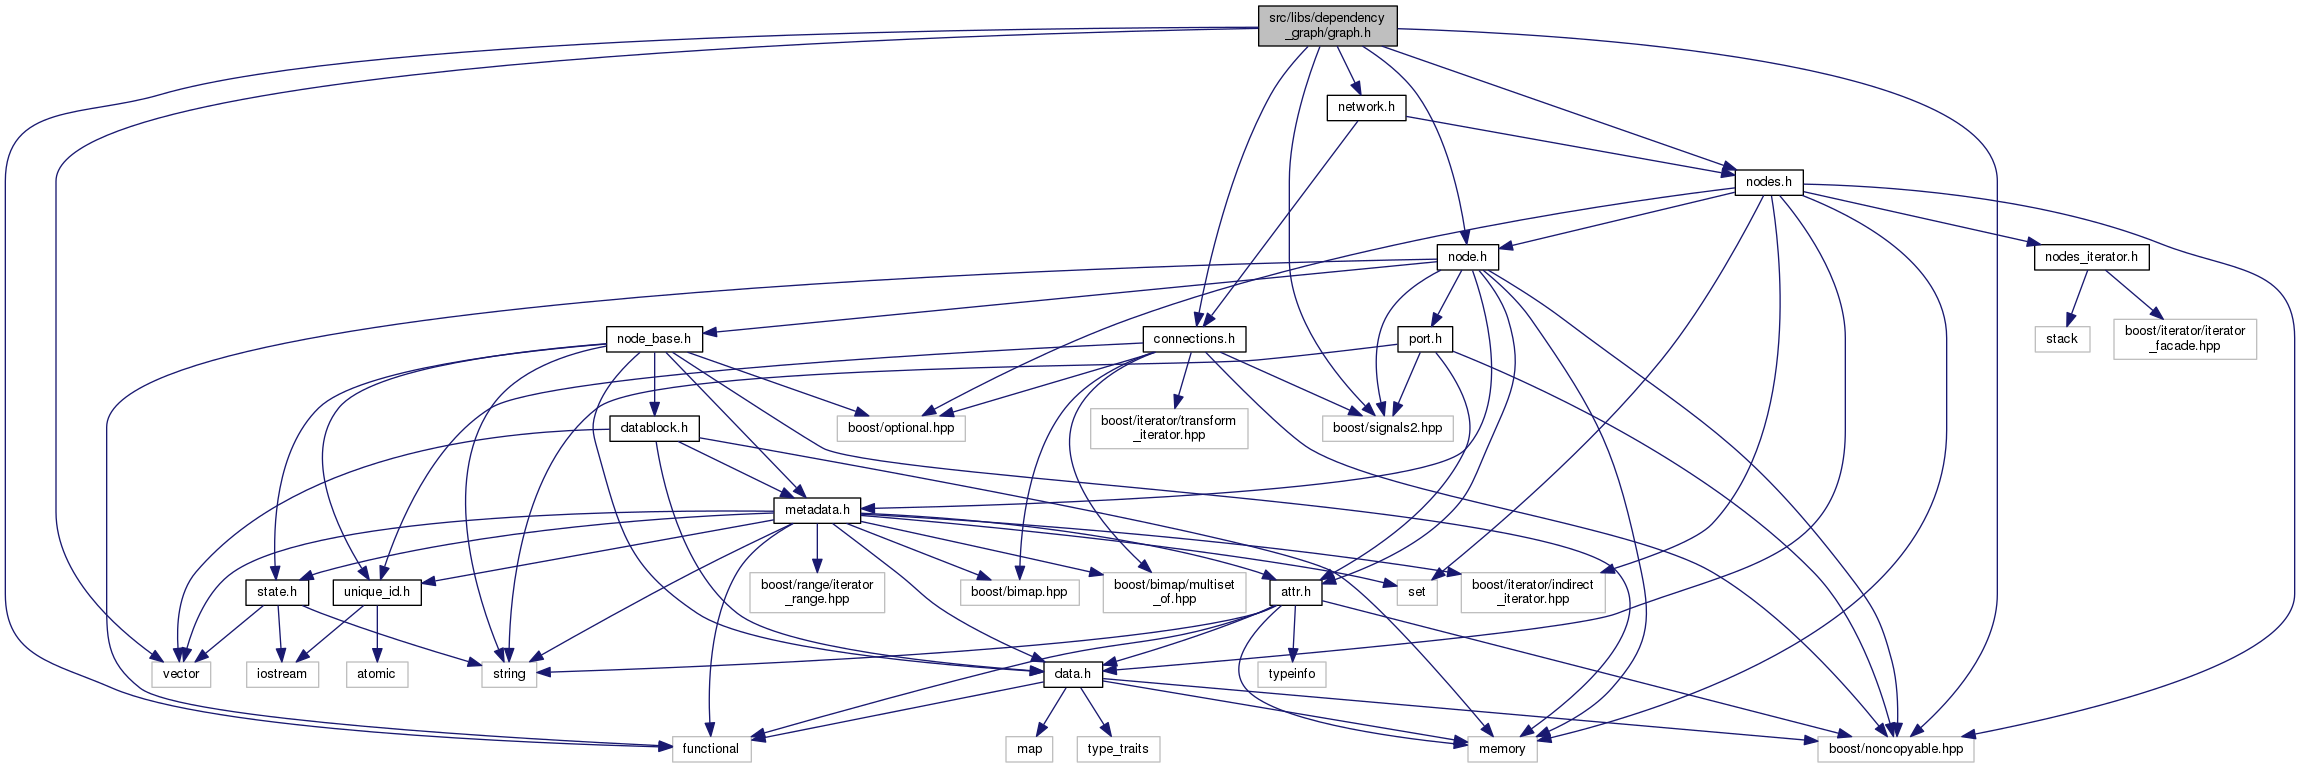 src/libs/dependency
_graph/graph.h
network.h
nodes.h
node.h
nodes_iterator.h
node_base.h
connections.h
port.h
stack
boost/iterator/iterator
_facade.hpp
datablock.h
boost/optional.hpp
boost/iterator/transform
_iterator.hpp
boost/signals2.hpp
metadata.h
state.h
unique_id.h
boost/range/iterator
_range.hpp
boost/bimap.hpp
boost/bimap/multiset
_of.hpp
attr.h
set
boost/iterator/indirect
_iterator.hpp
vector
iostream
atomic
string
data.h
typeinfo
functional
map
type_traits
memory
boost/noncopyable.hpp